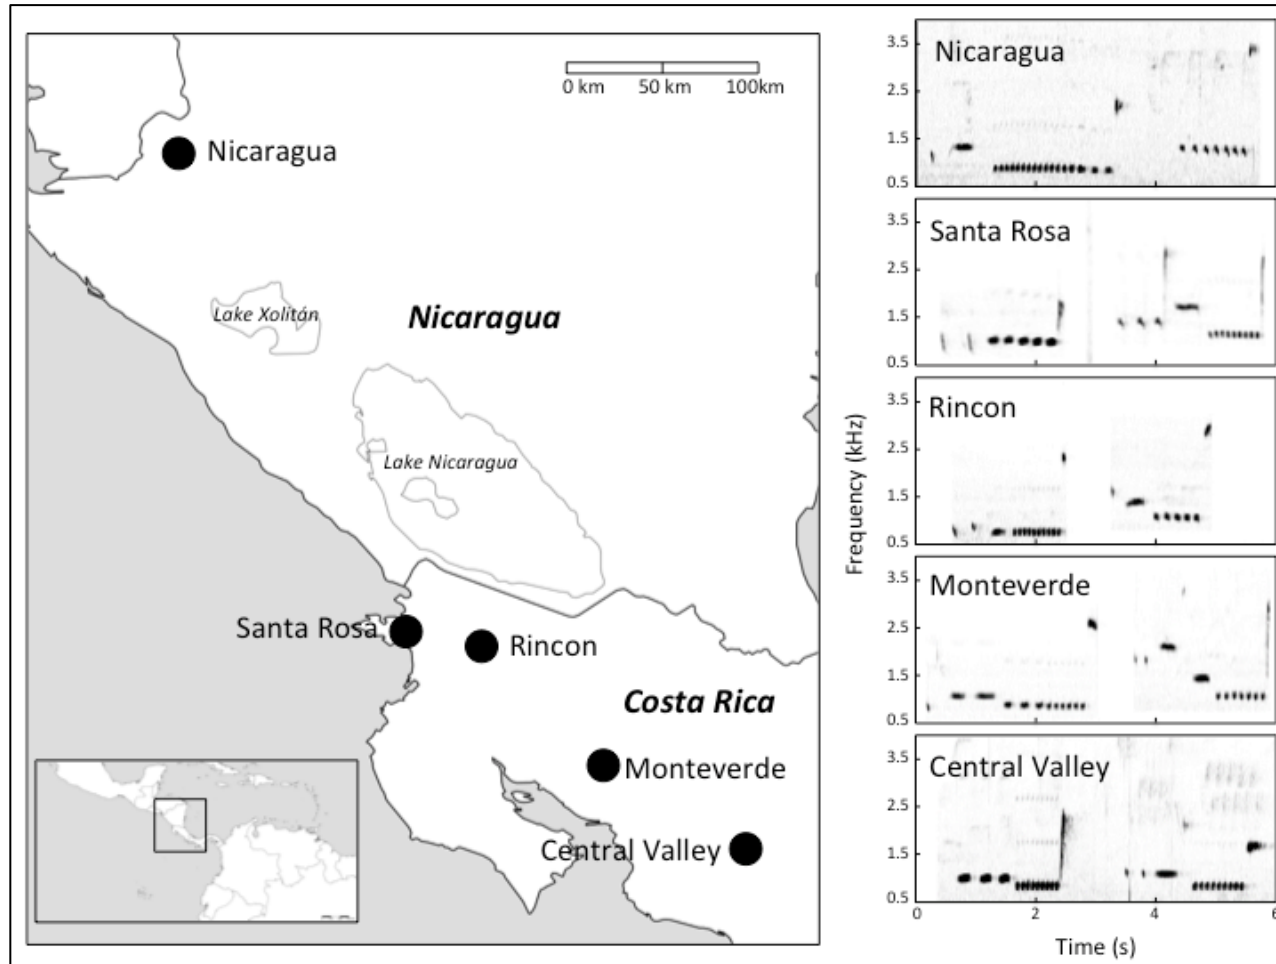 0 km 50 km 100km
Nicaragua
Lake Xolitán
Nicaragua
Lake Nicaragua
Santa Rosa
Rincon
Costa Rica
Monteverde
Central Valley
Frequency (kHz)
3.5
Nicaragua
2.5
1.5
0.5
3.5
Santa Rosa
2.5
1.5
0.5
3.5
Rincon
2.5
1.5
0.5
3.5
Monteverde
2.5
1.5
0.5
3.5
Central Valley
2.5
1.5
0.5
0 2 4 6
Time (s)